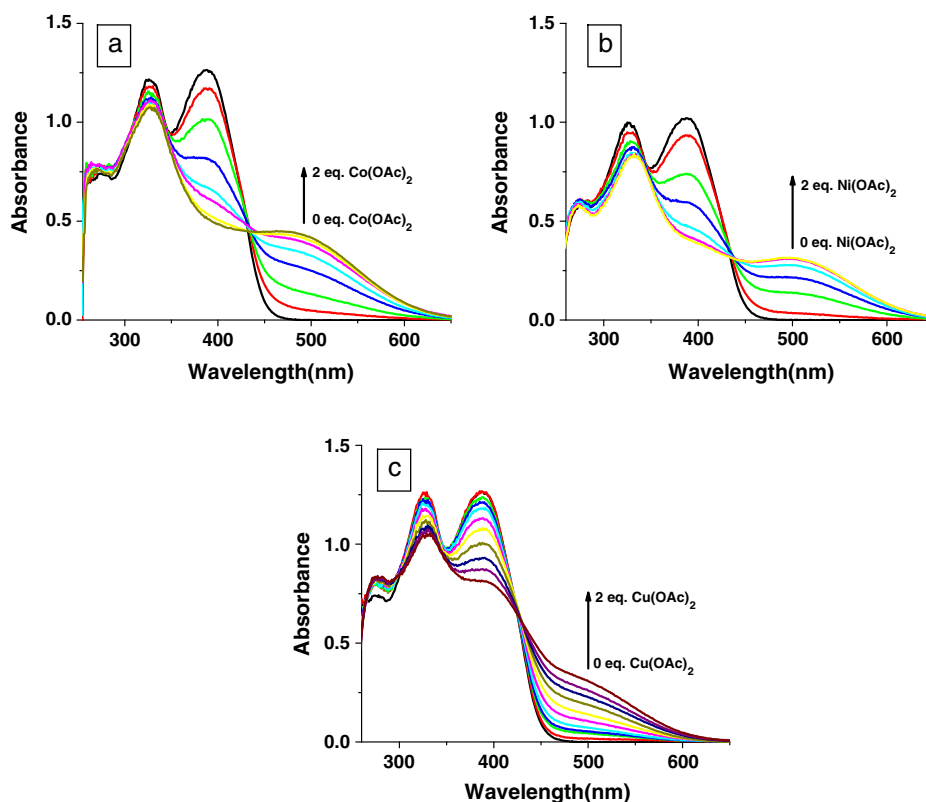 a
1.5
1.0
0.5
0.0
Absorbance
2 eq. Co(OAc)2
0 eq. Co(OAc)2
300 400 500 600
Wavelength(nm)
b
1.5
1.0
0.5
0.0
Absorbance
2 eq. Ni(OAc)2
0 eq. Ni(OAc)2
300 400 500 600
Wavelength(nm)
c
1.5
1.0
0.5
0.0
Absorbance
2 eq. Cu(OAc)2
0 eq. Cu(OAc)2
300 400 500 600
Wavelength(nm)